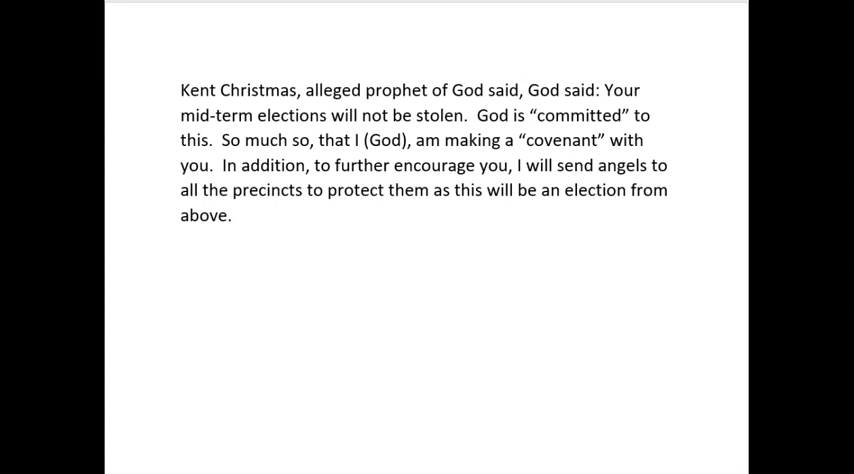 Kent Christmas, alleged prophet of God said, God said: Your
mid-term elections will not be stolen.  God is “committed” to
this.  So much so, that I (God), am making a “covenant” with
you.  In addition, to further encourage you, I will send angels to
all the precincts to protect them as this will be an election from
above.